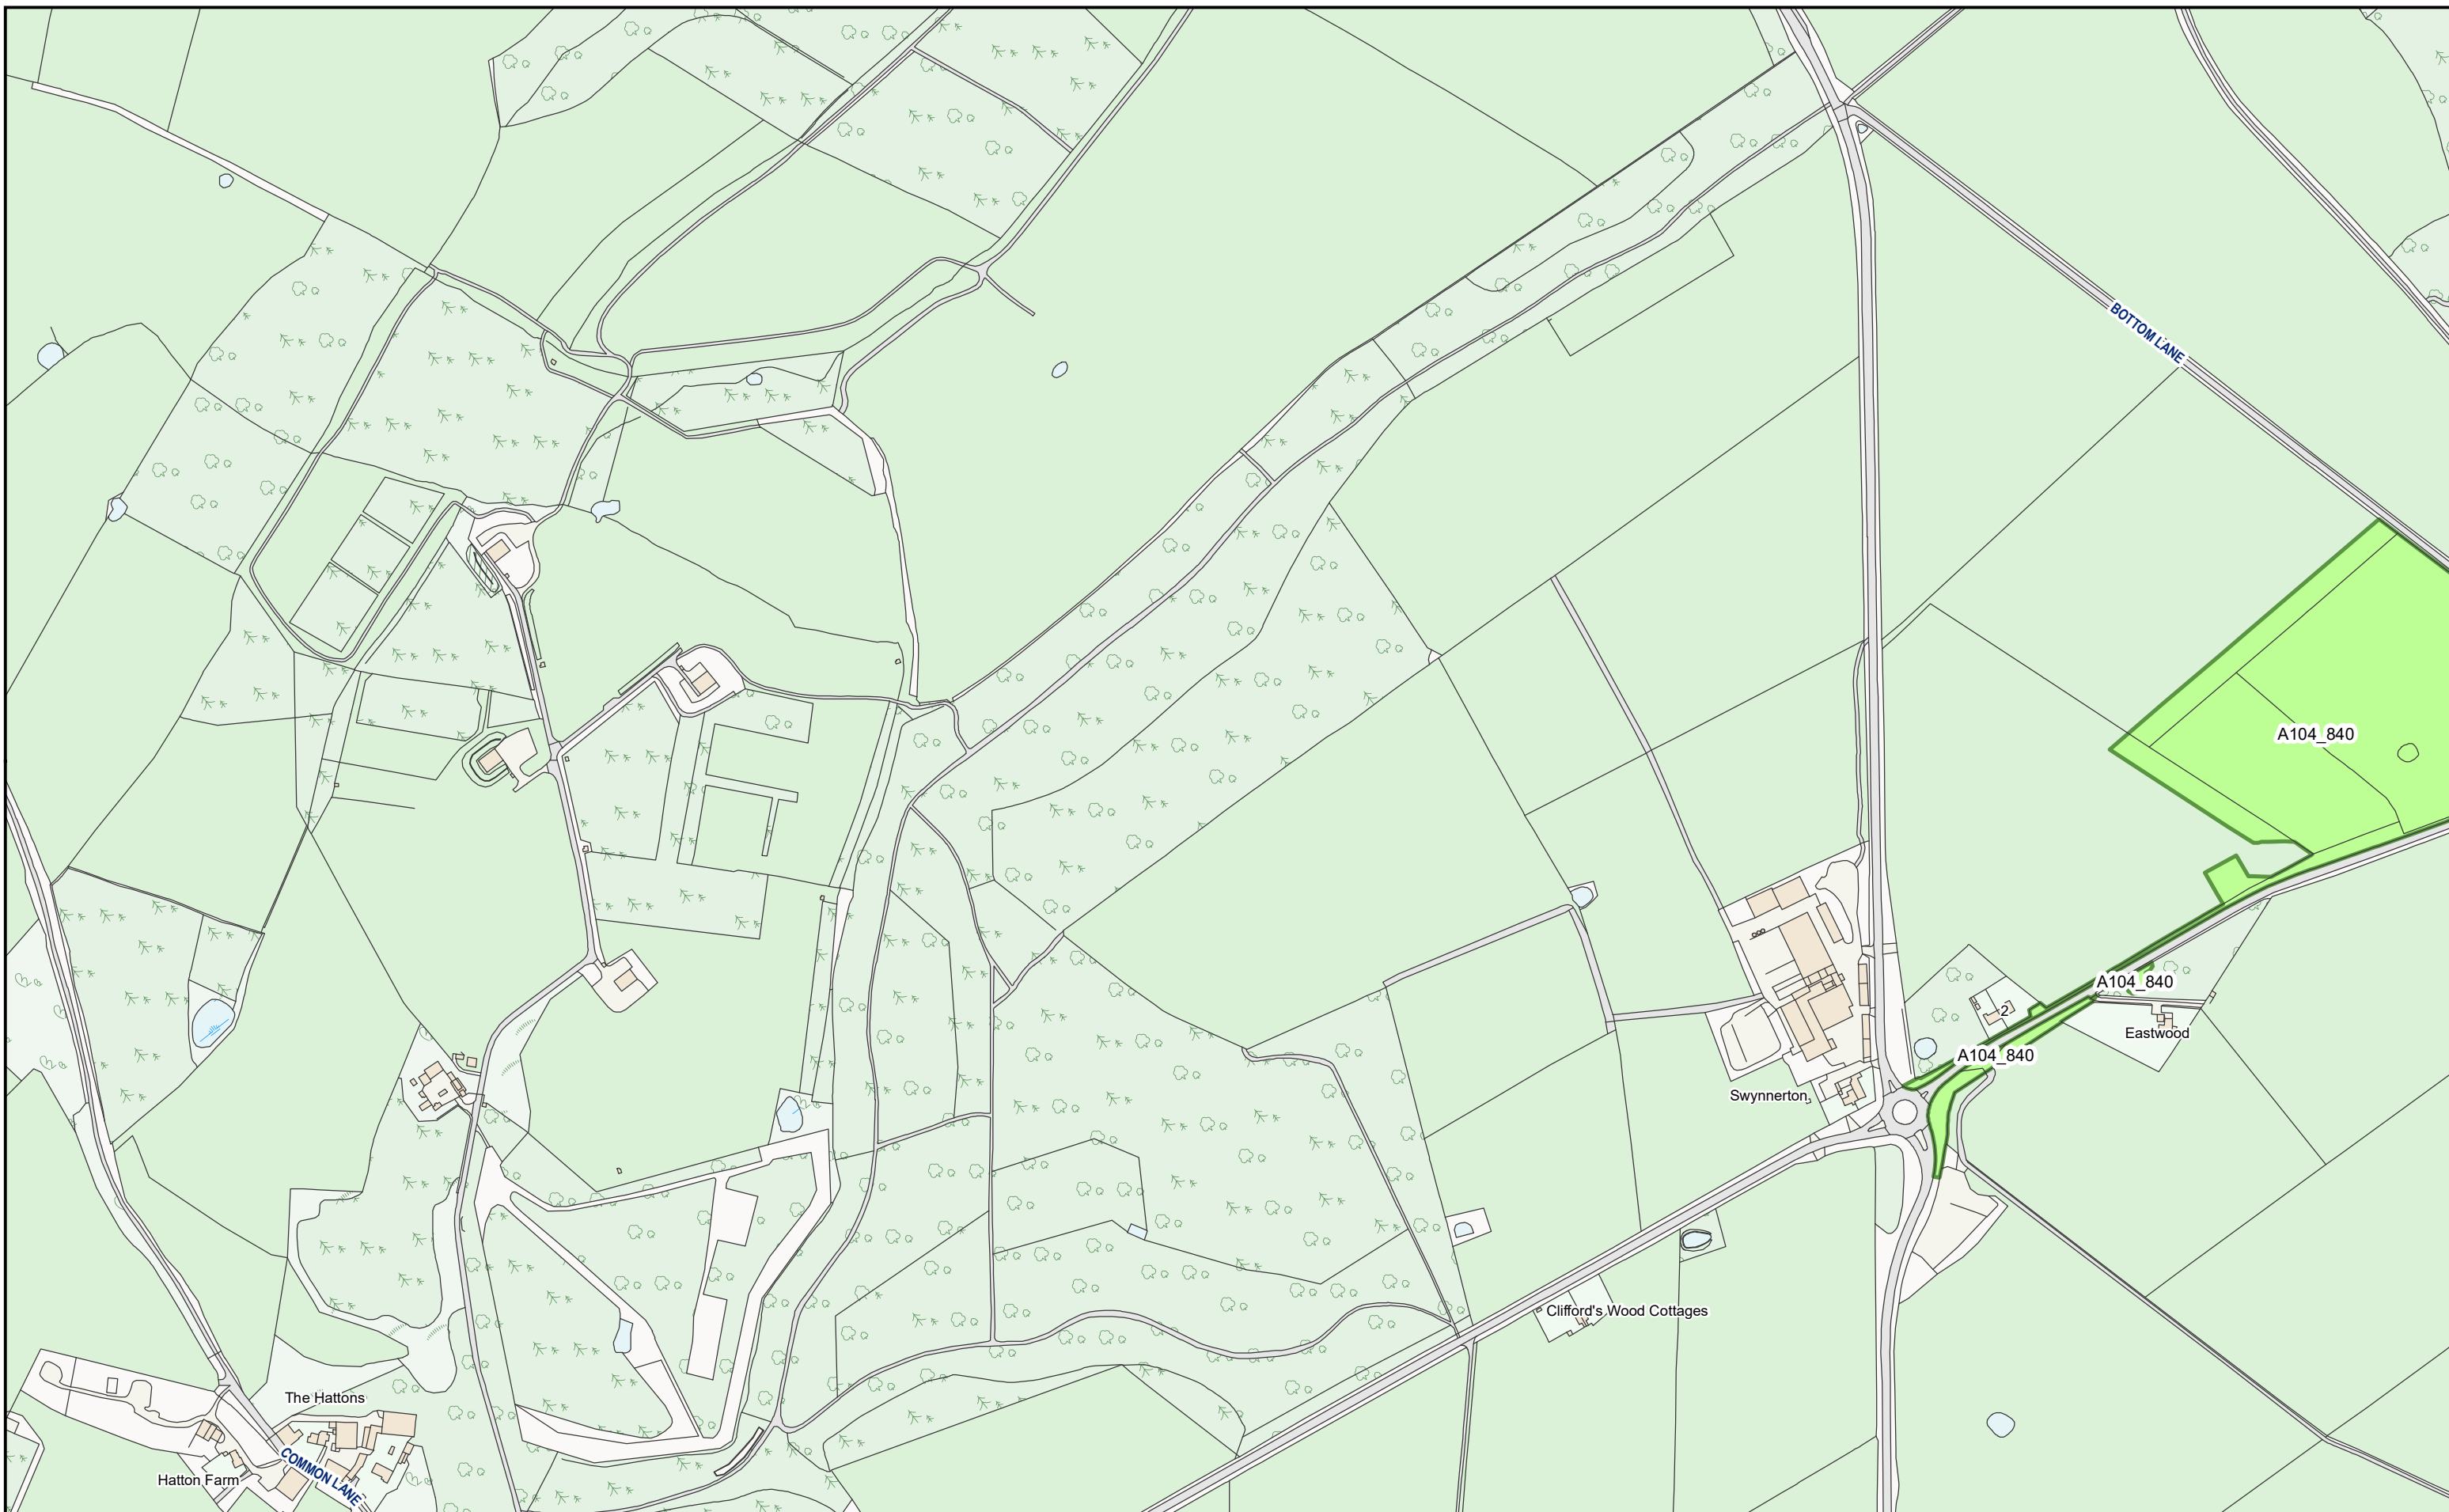 BOTTOM LANE
A104_840
A104_840
2
Eastwood
A104_840
Swynnerton
Clifford's Wood Cottages
The Hattons
Hatton Farm
COMMON LANE